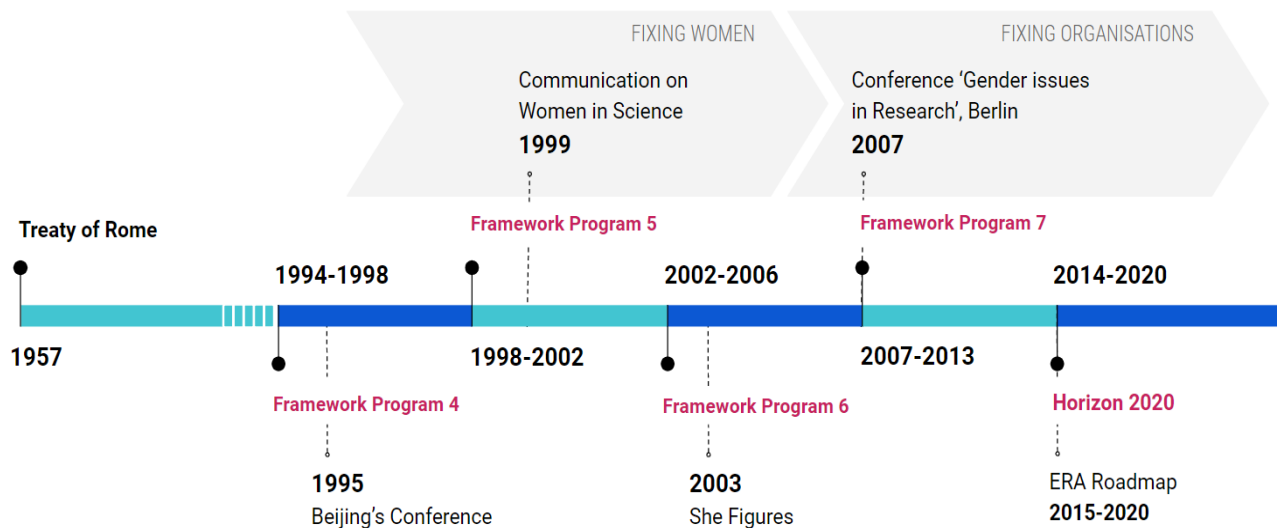 FIXING WOMEN
Communication on
Women in Science
1999
FIXING ORGANISATIONS
Conference ‘Gender issues
in Research’, Berlin
2007
Treaty of Rome
Framework Program 5
Framework Program 7
1994-1998
2002-2006
2014-2020
1957
1998-2002
2007-2013
Framework Program 4
Framework Program 6
Horizon 2020
1995
Beijing’s Conference
2003
She Figures
ERA Roadmap
2015-2020